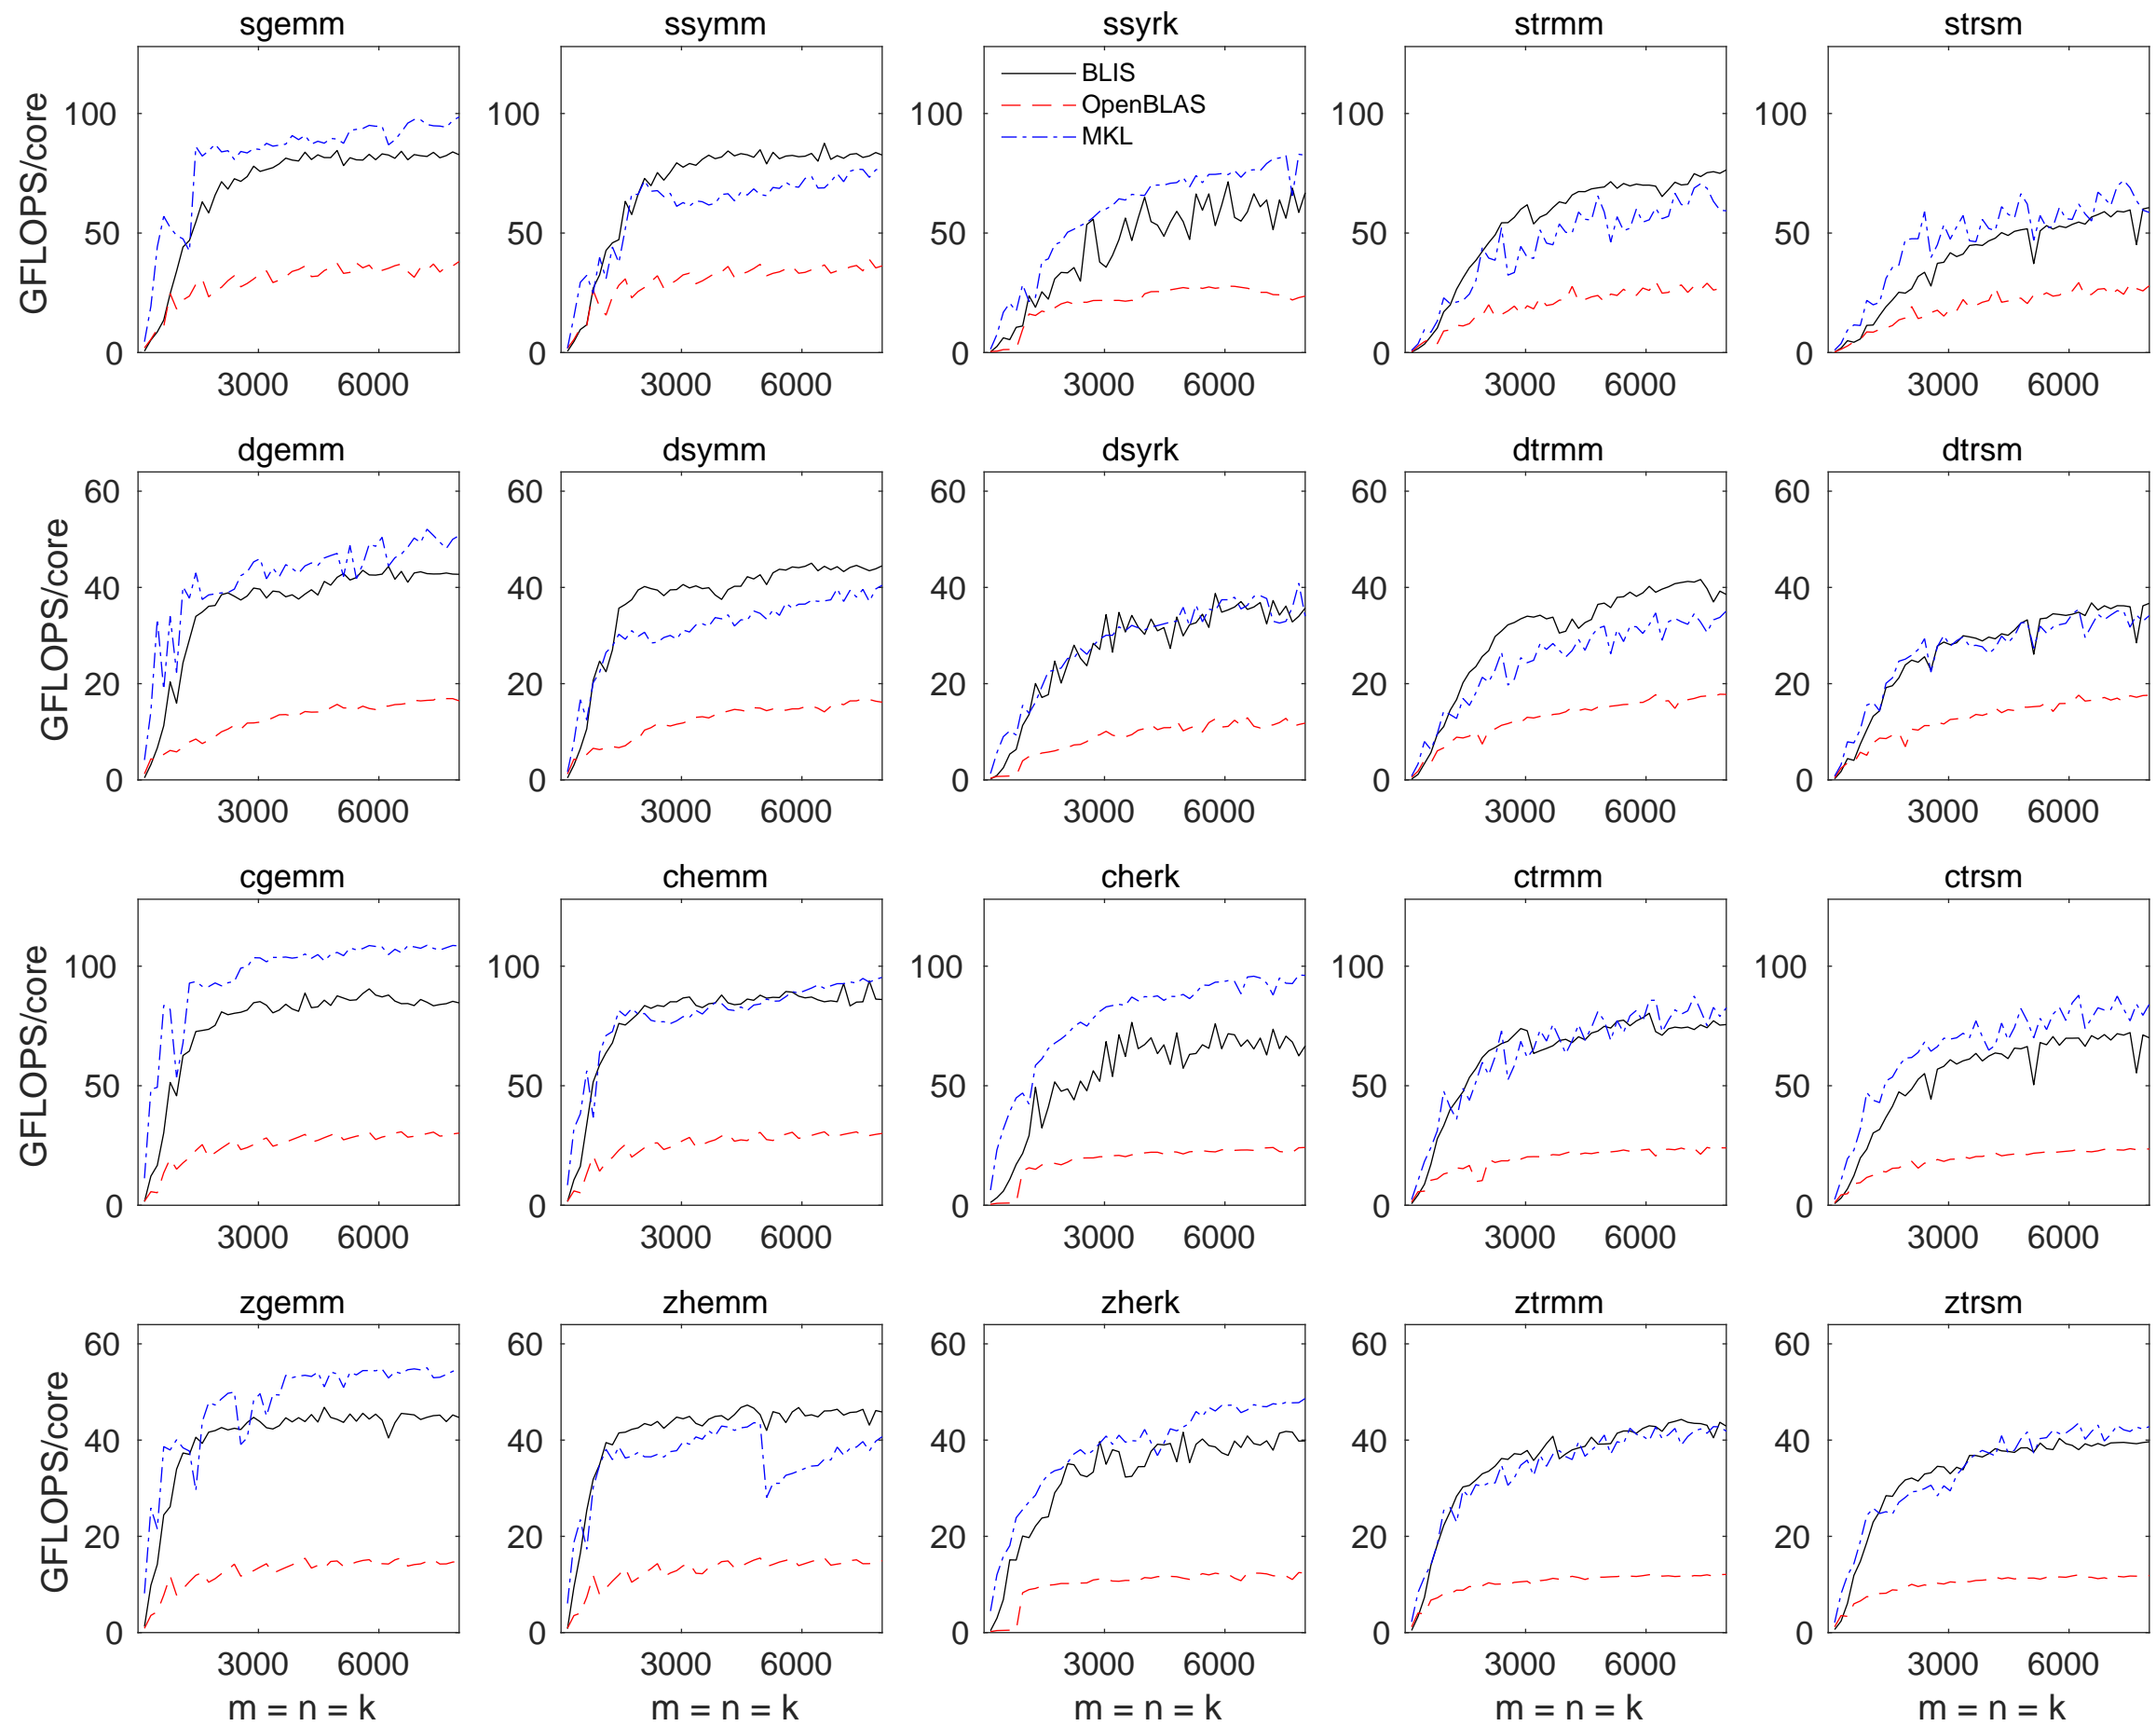 sgemm ssymm ssyrk strmm strsm
BLIS
OpenBLAS
MKL
GFLOPS/core
100 100 100 100 100
50 50 50 50 50
0 0 0 0 0
3000 6000 3000 6000 3000 6000 3000 6000 3000 6000
dgemm dsymm dsyrk dtrmm dtrsm
GFLOPS/core
60 60 60 60 60
40 40 40 40 40
20 20 20 20 20
0 0 0 0 0
3000 6000 3000 6000 3000 6000 3000 6000 3000 6000
cgemm chemm cherk ctrmm ctrsm
GFLOPS/core
100 100 100 100 100
50 50 50 50 50
0 0 0 0 0
3000 6000 3000 6000 3000 6000 3000 6000 3000 6000
zgemm zhemm zherk ztrmm ztrsm
GFLOPS/core
60 60 60 60 60
40 40 40 40 40
20 20 20 20 20
0 0 0 0 0
3000 6000 3000 6000 3000 6000 3000 6000 3000 6000
m = n = k m = n = k m = n = k m = n = k m = n = k